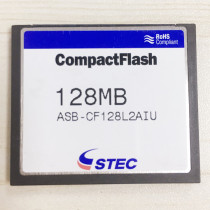 RoHS
Compliant
CompactFlash
128MB
ASB-CF128L2AIU
STEC